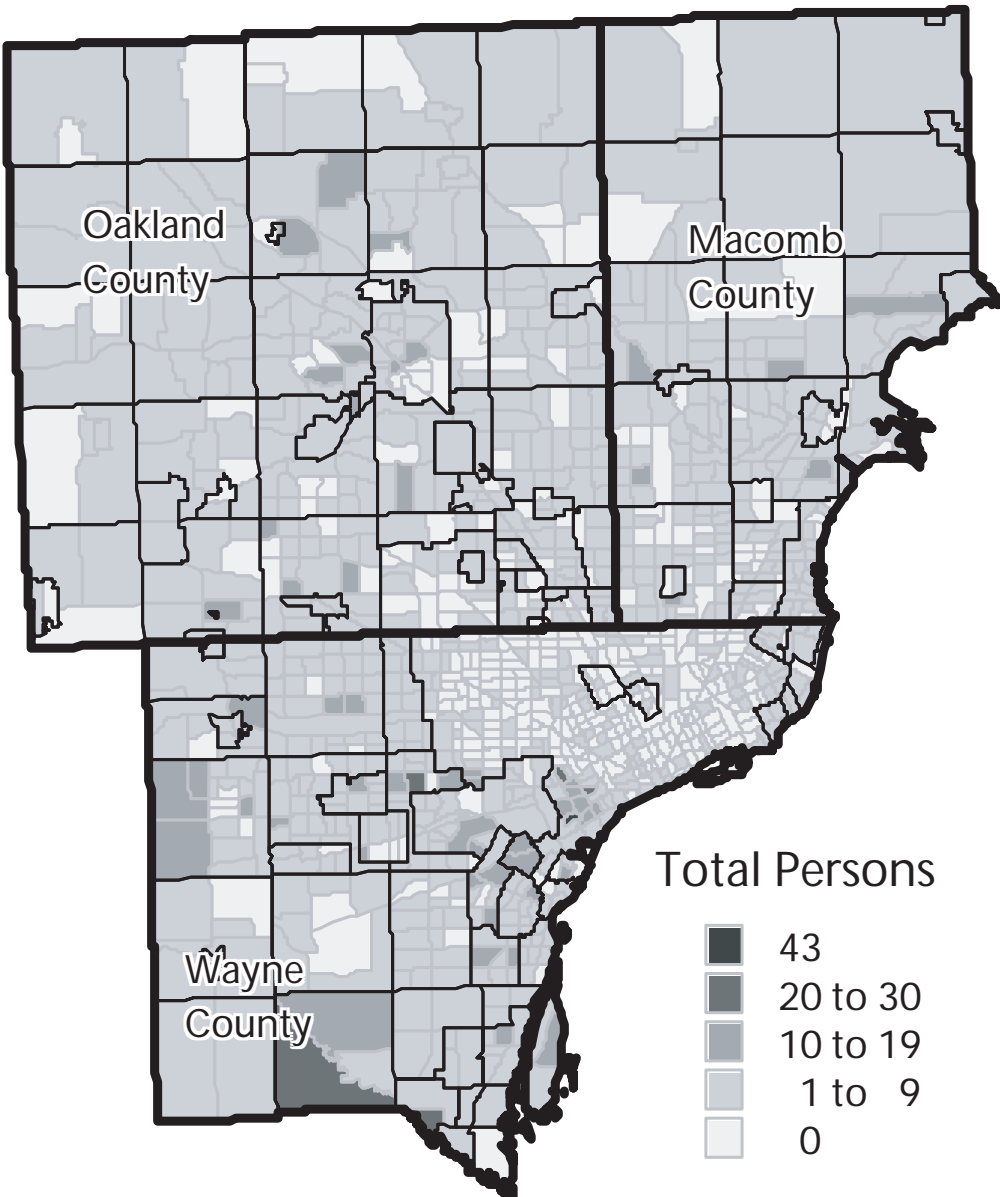 Oakland
County
Macomb
County
Wayne
County
Total Persons
43
20 to 30
10 to 19
1 to 9
0